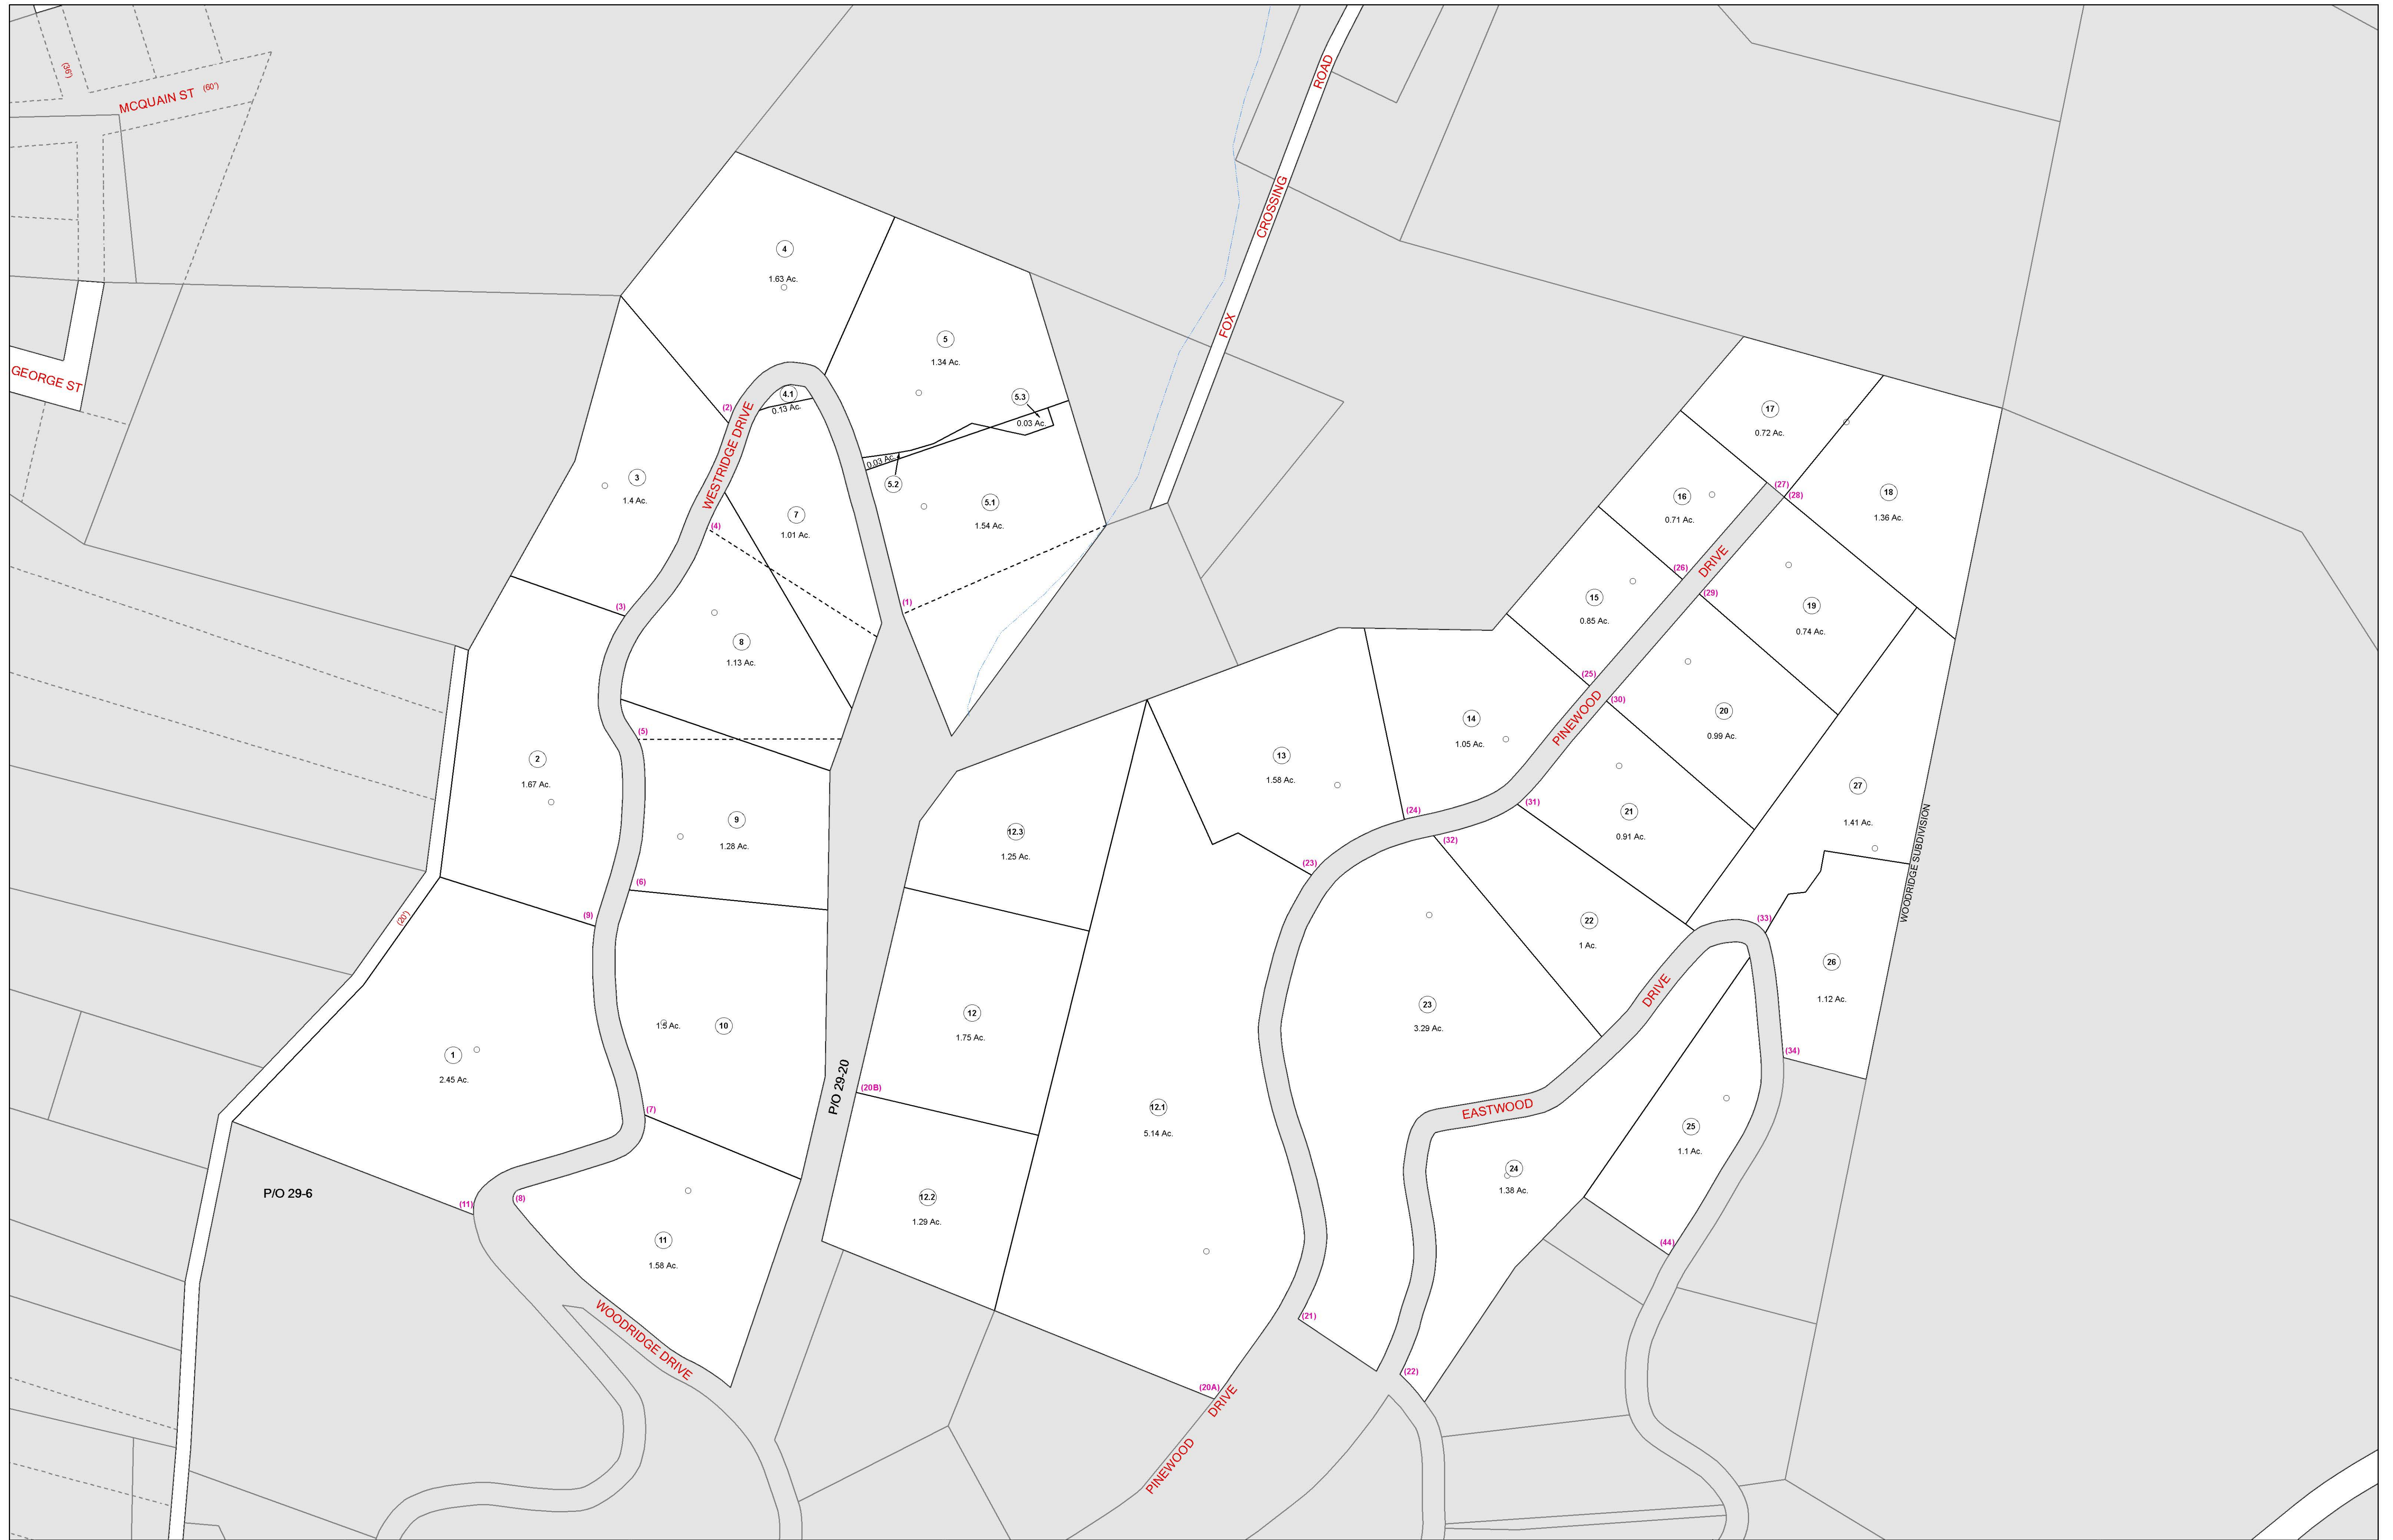 (36')
MCQUAIN ST (60')
GEORGE ST
FOX CROSSING ROAD
4
1.63 Ac.
5
1.34 Ac.
5.3
0.03 Ac.
4.1
0.13 Ac.
(2)
WESTRIDGE DRIVE
0.03 Ac.
5.2
5.1
1.54 Ac.
3
1.4 Ac.
7
1.01 Ac.
(4)
(3)
(1)
8
1.13 Ac.
(5)
2
1.67 Ac.
9
1.28 Ac.
(6)
(9)
(20')
10
1.5 Ac.
1
2.45 Ac.
(7)
P/O 29-20
(20B)
P/O 29-6
(11)
(8)
11
1.58 Ac.
WOODRIDGE DRIVE
12.3
1.25 Ac.
12
1.75 Ac.
12.1
5.14 Ac.
12.2
1.29 Ac.
17
0.72 Ac.
(27)
(28)
18
1.36 Ac.
16
0.71 Ac.
(26)
15
0.85 Ac.
(29)
19
0.74 Ac.
(25)
(30)
PINEWOOD DRIVE
20
0.99 Ac.
14
1.05 Ac.
13
1.58 Ac.
(24)
(31)
21
0.91 Ac.
27
1.41 Ac.
WOODRIDGE SUBDIVISION
(32)
(23)
22
1 Ac.
(33)
26
1.12 Ac.
23
3.29 Ac.
(34)
EASTWOOD DRIVE
25
1.1 Ac.
24
1.38 Ac.
(44)
(21)
(22)
(20A)
PINEWOOD DRIVE